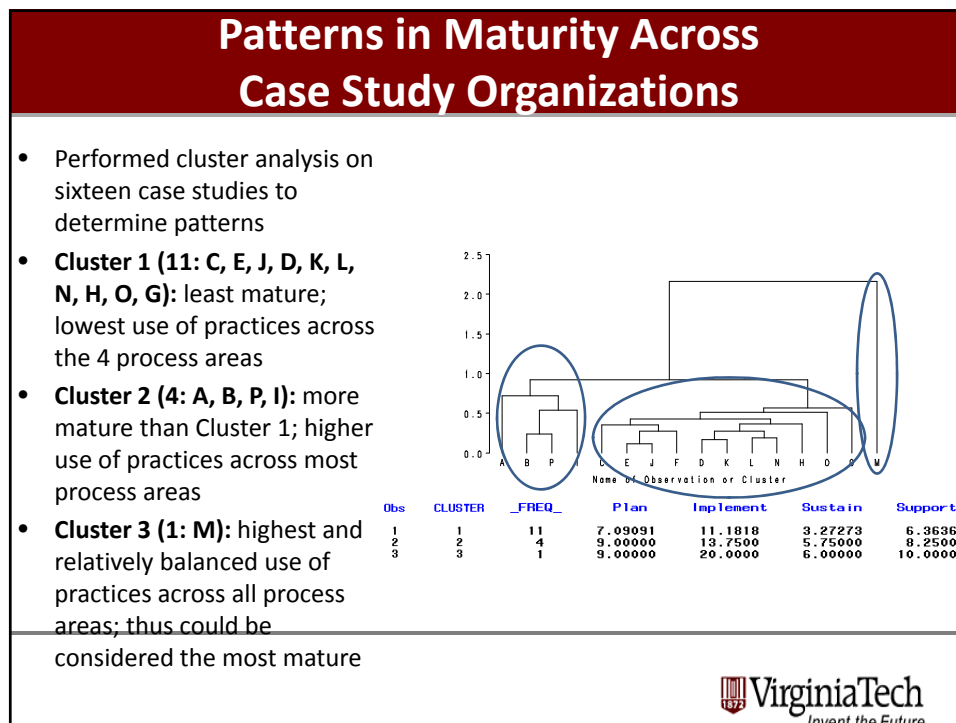 Patterns in Maturity Across
Case Study Organizations
• Performed cluster analysis on
sixteen case studies to
determine patterns
• Cluster 1 (11: C, E, J, D, K, L,
N, H, O, G): least mature;
lowest use of practices across
the 4 process areas
• Cluster 2 (4: A, B, P, I): more
mature than Cluster 1; higher
use of practices across most
process areas
• Cluster 3 (1: M): highest and
relatively balanced use of
practices across all process
areas; thus could be
considered the most mature
2.5
2.0
1.5
1.0
0.5
0.0
A B P I C E J F D K L N H O G M
Name of Observation or Cluster
Obs CLUSTER _FREQ_ Plan Implement Sustain Support
1 1 11 7.09091 11.1818 3.27273 6.3636
2 2 4 9.00000 13.7500 5.75000 8.2500
3 3 1 9.00000 20.0000 6.00000 10.0000
1872 VirginiaTech
Invent the Future